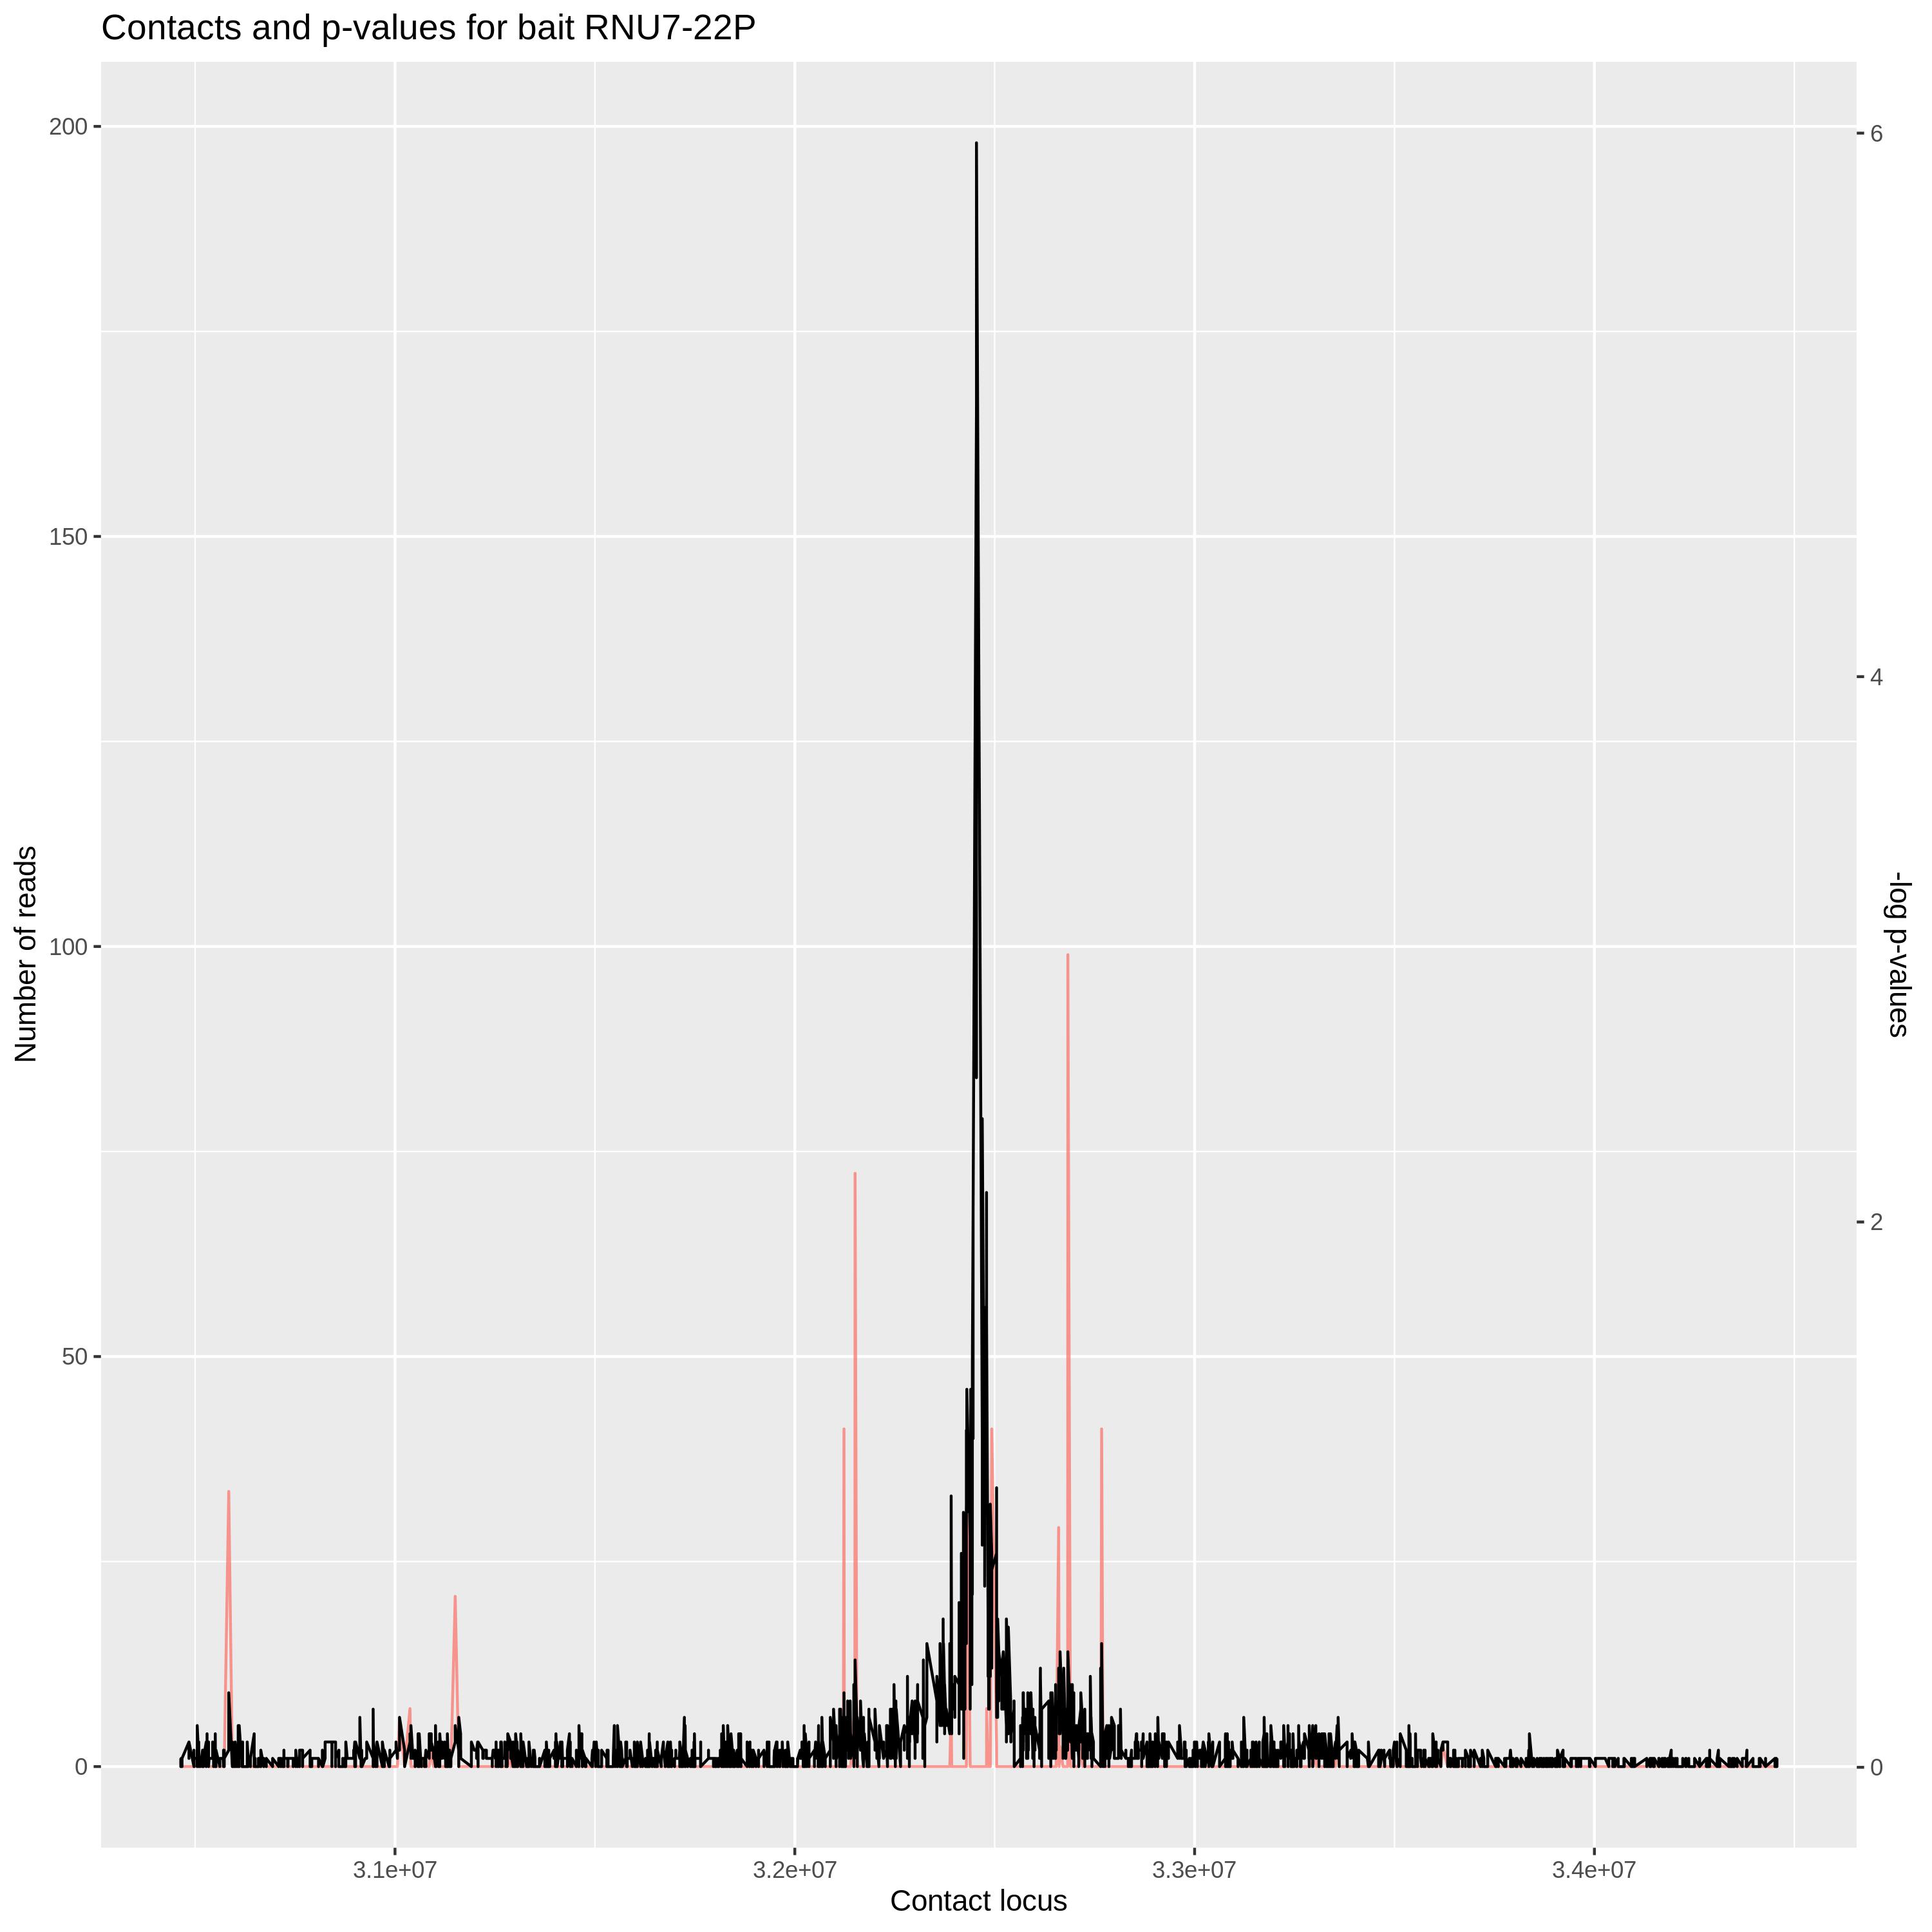 Contacts and p-values for bait RNU7-22P
200
150
100
50
0
Number of reads
6
4
2
0
-log p-values
3.1e+07
3.2e+07
3.3e+07
3.4e+07
Contact locus